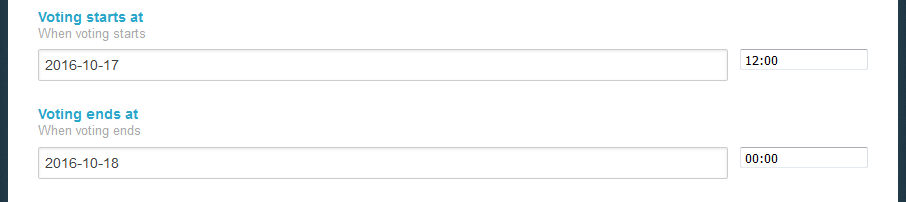 Voting starts at
When voting starts
2016-10-17 12:00
Voting ends at
When voting ends
2016-10-18 00:00